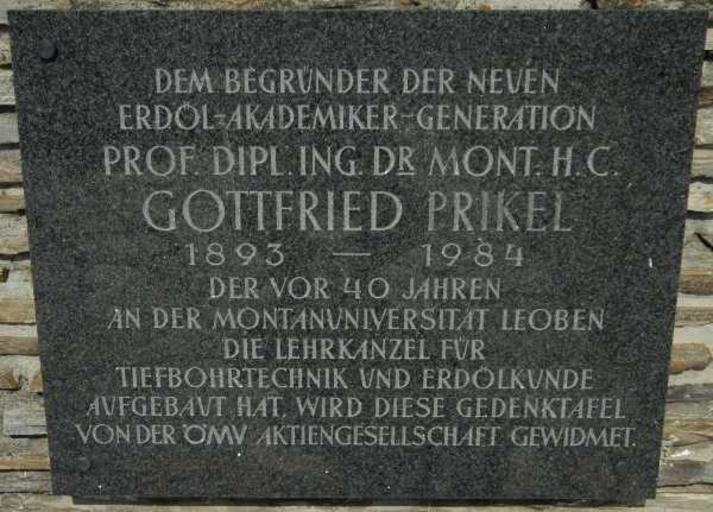 DEM BEGRÜNDER DER NEUEN
ERDÖL-AKADEMIKER-GENERATION
PROF. DIPL. ING. DR MONT. H. C.
GOTTFRIED PRIKEL
1893 — 1984
DER VOR 40 JAHREN
AN DER MONTANUNIVERSITÄT LEOBEN
DIE LEHRKANZEL FÜR
TIEFBOHRTECHNIK UND ERDÖLKUNDE
AUFGEBAUT HAT, WIRD DIESE GEDENKTAFEL
VON DER ÖMV AKTIENGESELLSCHAFT GEWIDMET.